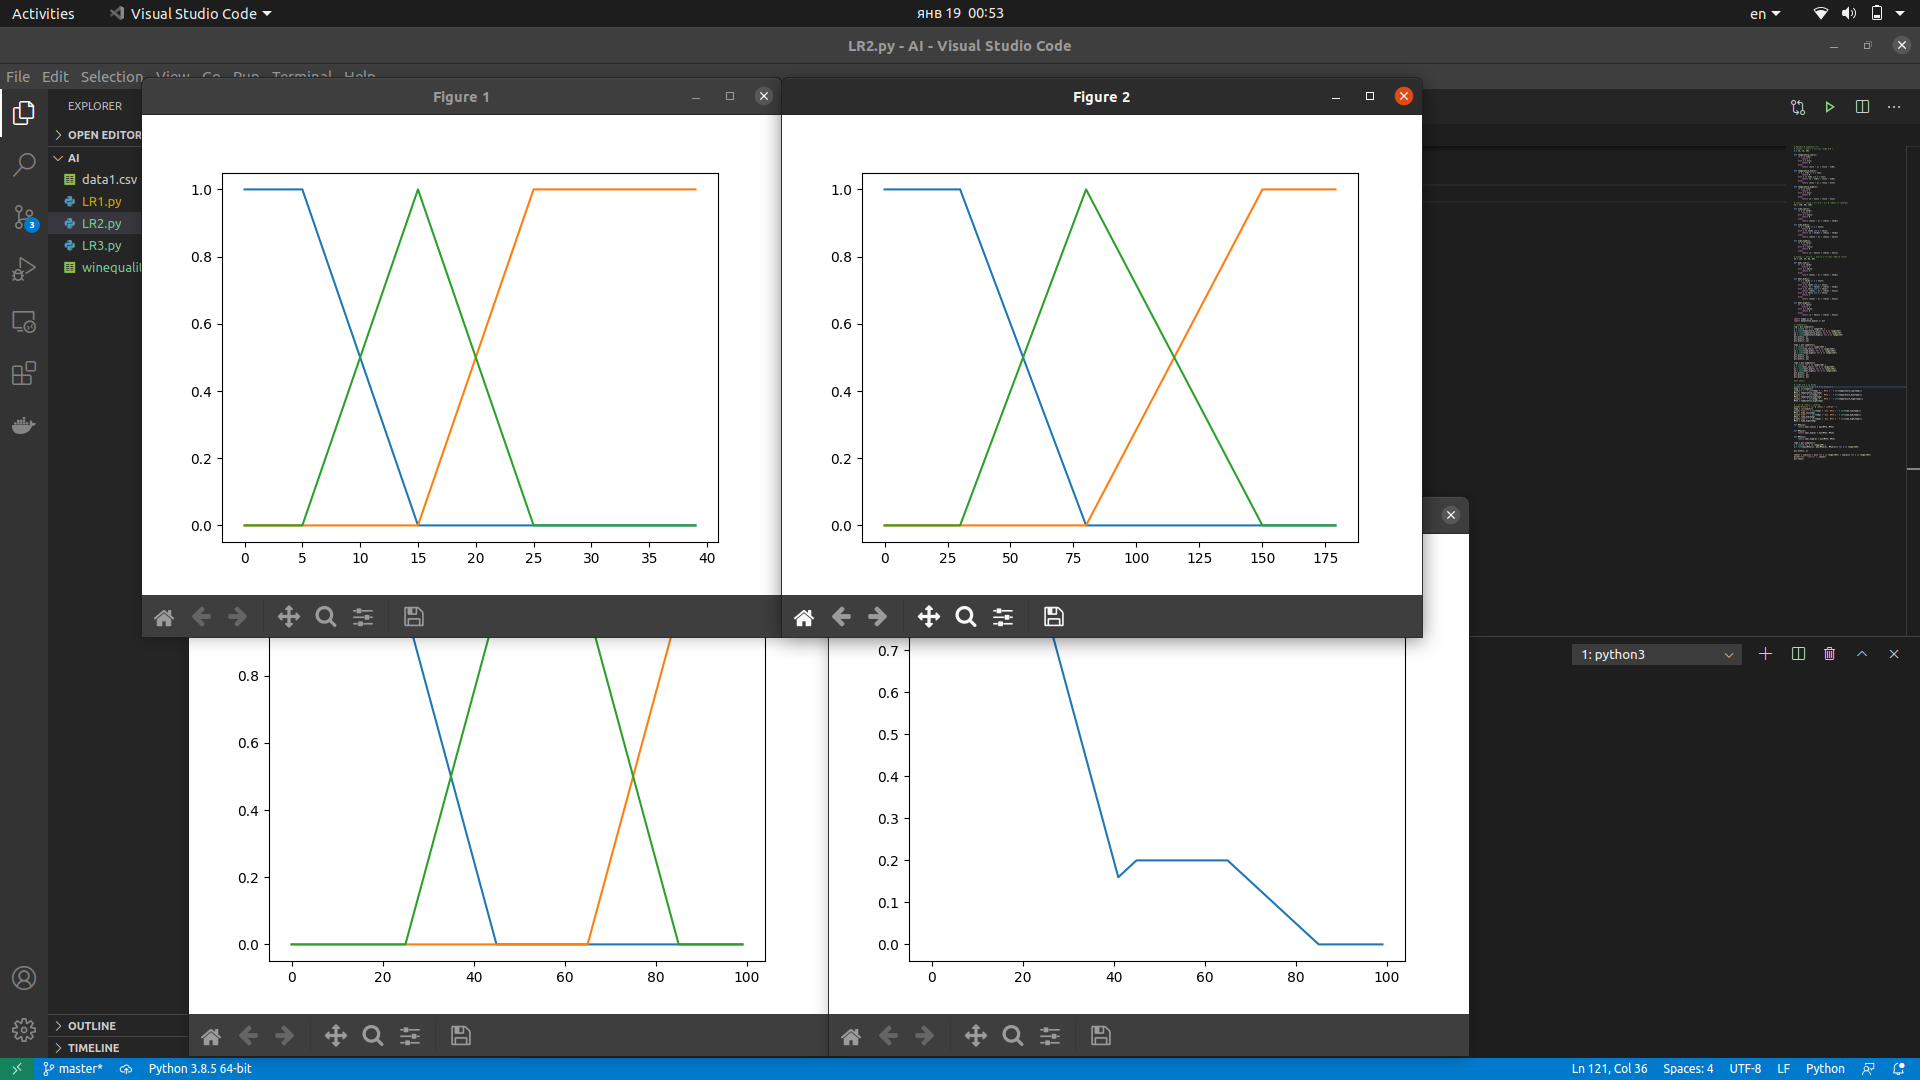 Activities
Visual Studio Code
янв 19 00:53
en
LR2.py - AI - Visual Studio Code
File Edit Selection View Go Run Terminal Help
EXPLORER
OPEN EDITOR
AI
data1.csv
LR1.py
LR2.py
LR3.py
winequalit
3
Figure 1
1.0
0.8
0.6
0.4
0.2
0.0
0 5 10 15 20 25 30 35 40
Figure 2
1.0
0.8
0.6
0.4
0.2
0.0
0 25 50 75 100 125 150 175
0.8
0.6
0.4
0.2
0.0
0 20 40 60 80 100
0.7
0.6
0.5
0.4
0.3
0.2
0.1
0.0
0 20 40 60 80 100
1: python3
OUTLINE
TIMELINE
master*
Python 3.8.5 64-bit
Ln 121, Col 36
Spaces: 4
UTF-8
LF
Python